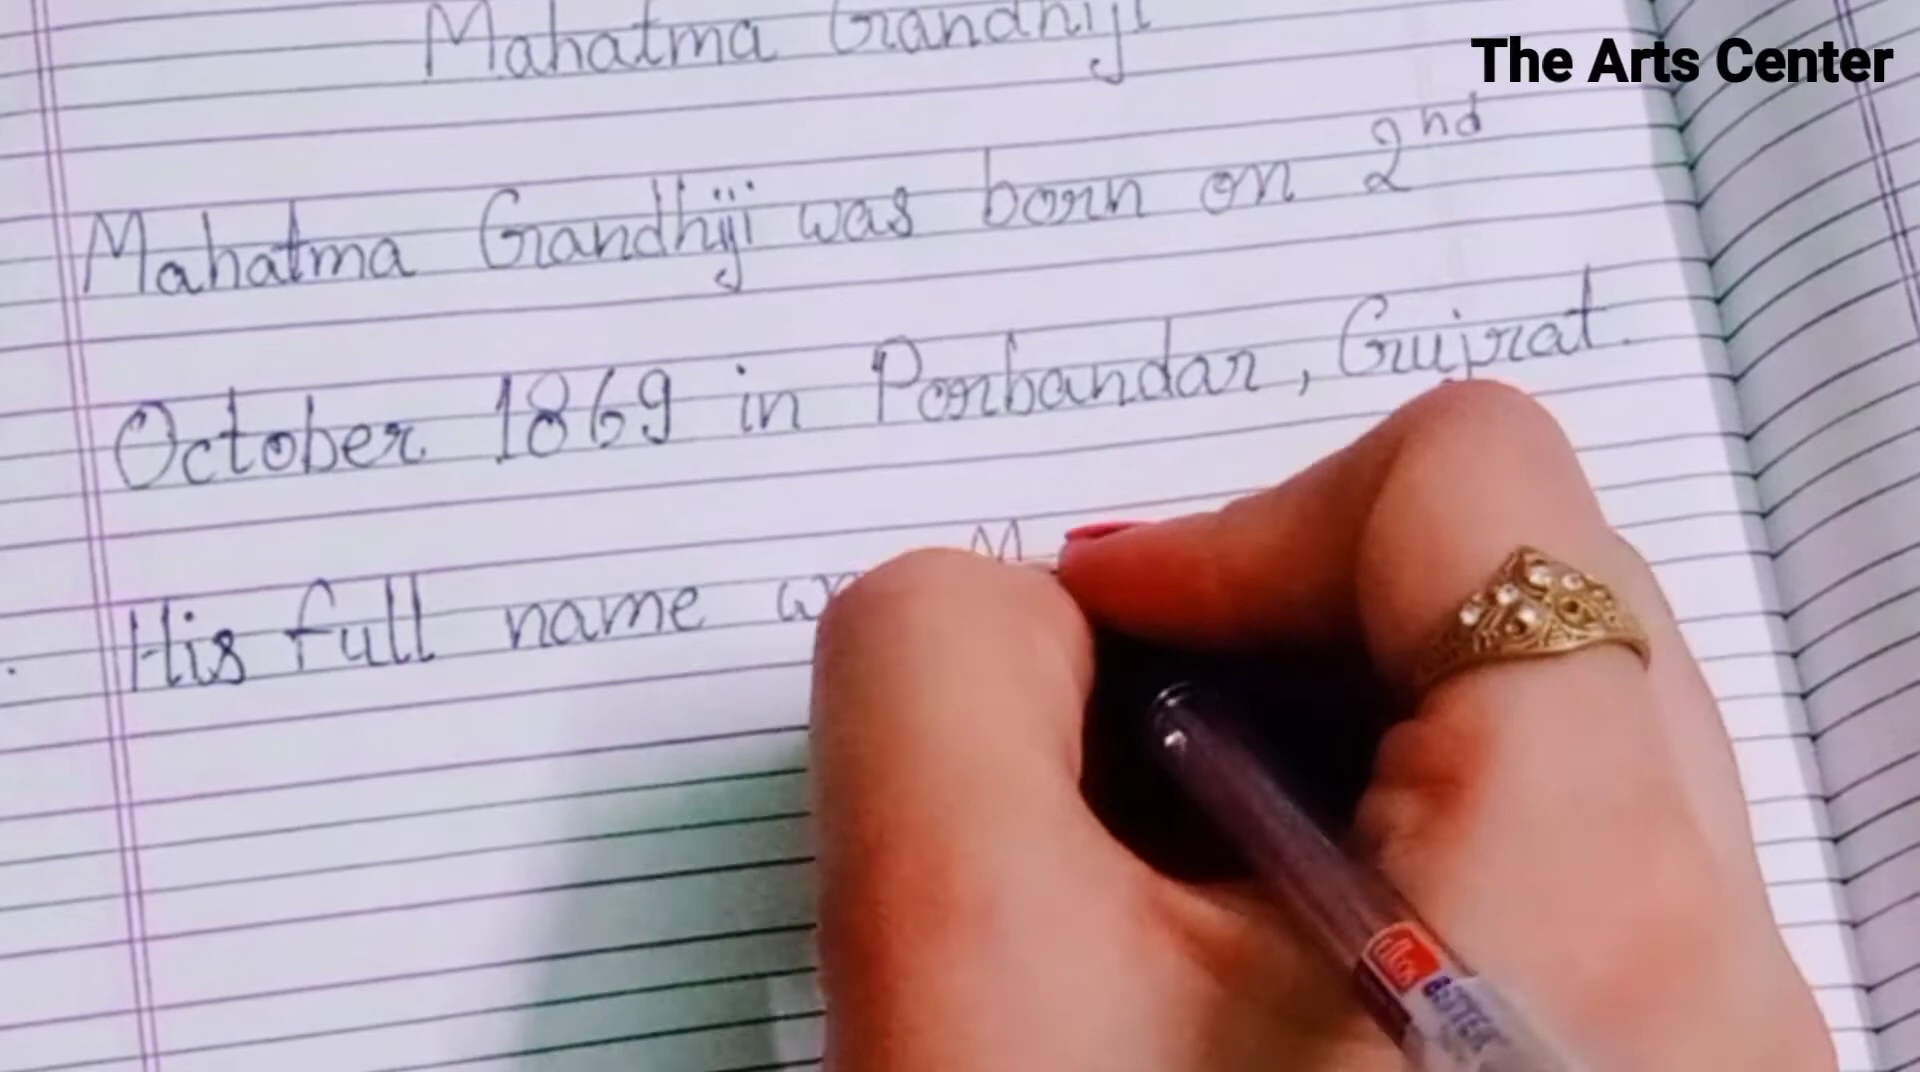 Mahatma Gandhiji
The Arts Center
Mahatma Gandhiji was born on 2nd
October 1869 in Porbandar, Gujrat.
His full name